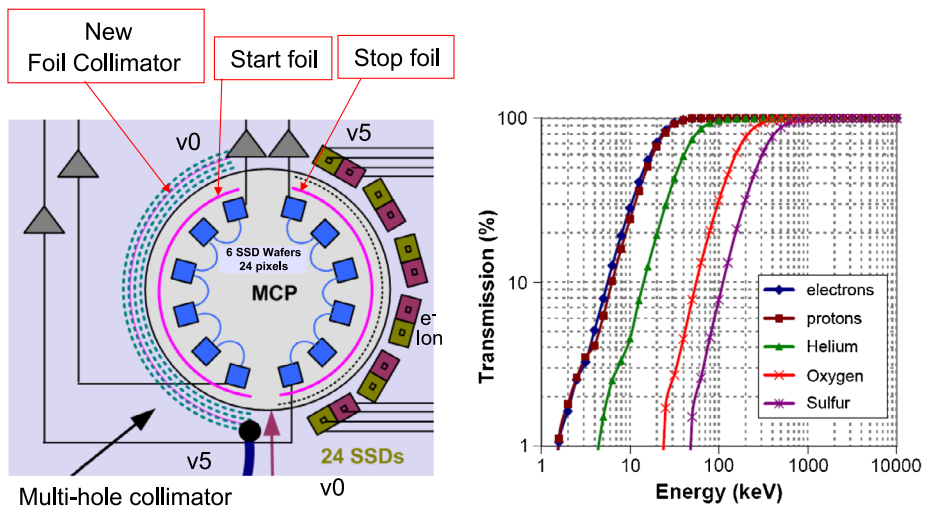 New
Foil Collimator
Start foil
Stop foil
v0
v5
6 SSD Wafers
24 pixels
MCP
e-
Ion
24 SSDs
v5
v0
Multi-hole collimator
Transmission (%)
100
10
1
electrons
protons
Helium
Oxygen
Sulfur
1 10 100 1000 10000
Energy (keV)